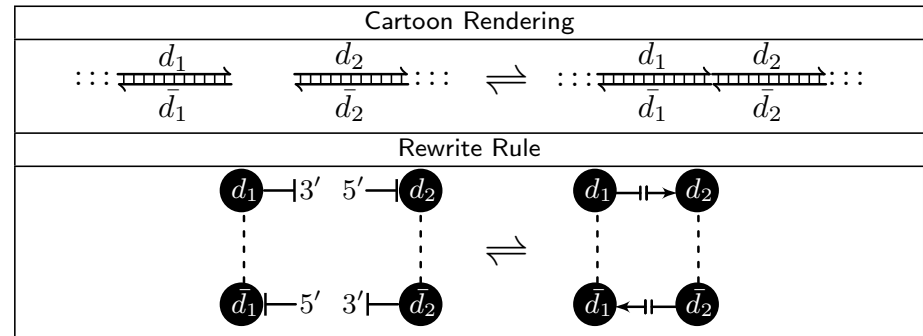 Cartoon Rendering
d₁ d₂ ⇌ d₁ d₂
d̄₁ d̄₂ d̄₁ d̄₂
Rewrite Rule
d₁ 3′ 5′ d₂ d₁ d₂
⇌
d̄₁ 5′ 3′ d̄₂ d̄₁ d̄₂